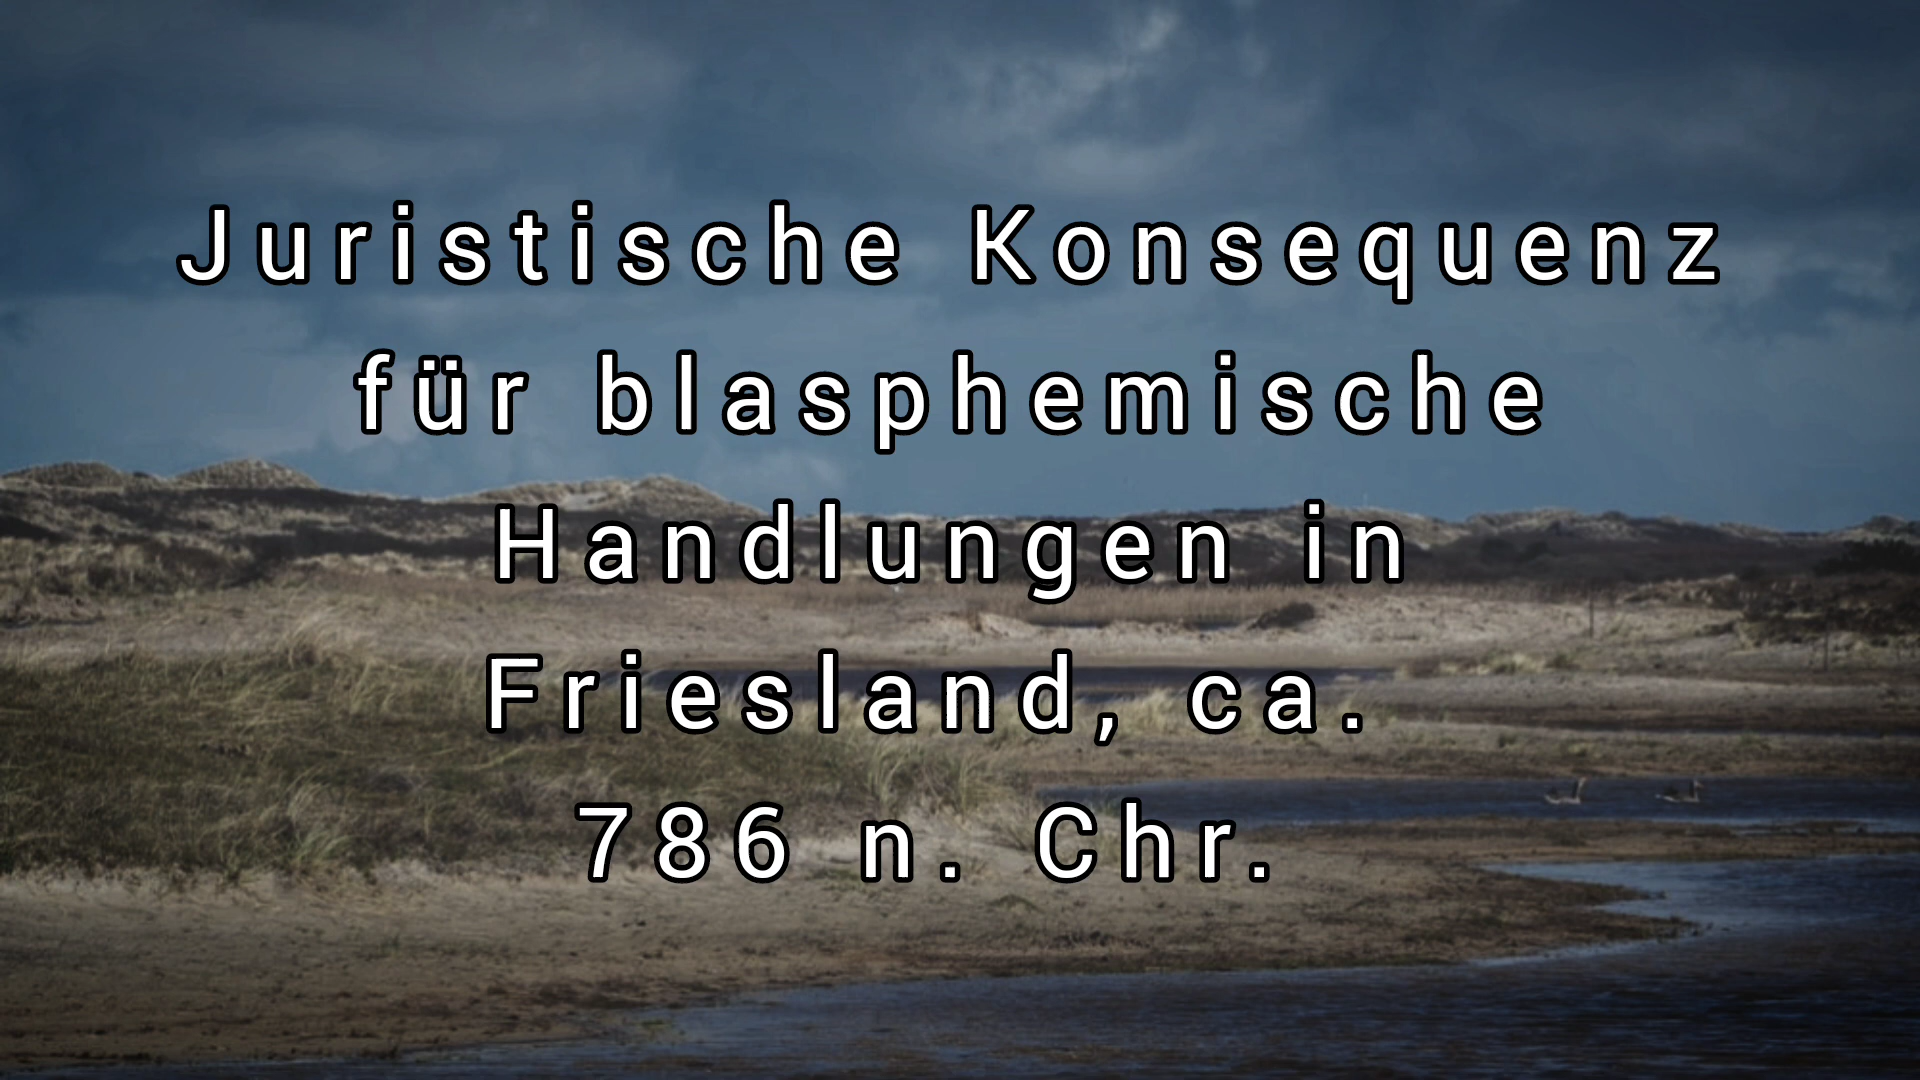 Juristische Konsequenz
für blasphemische
Handlungen in
Friesland, ca.
786 n. Chr.